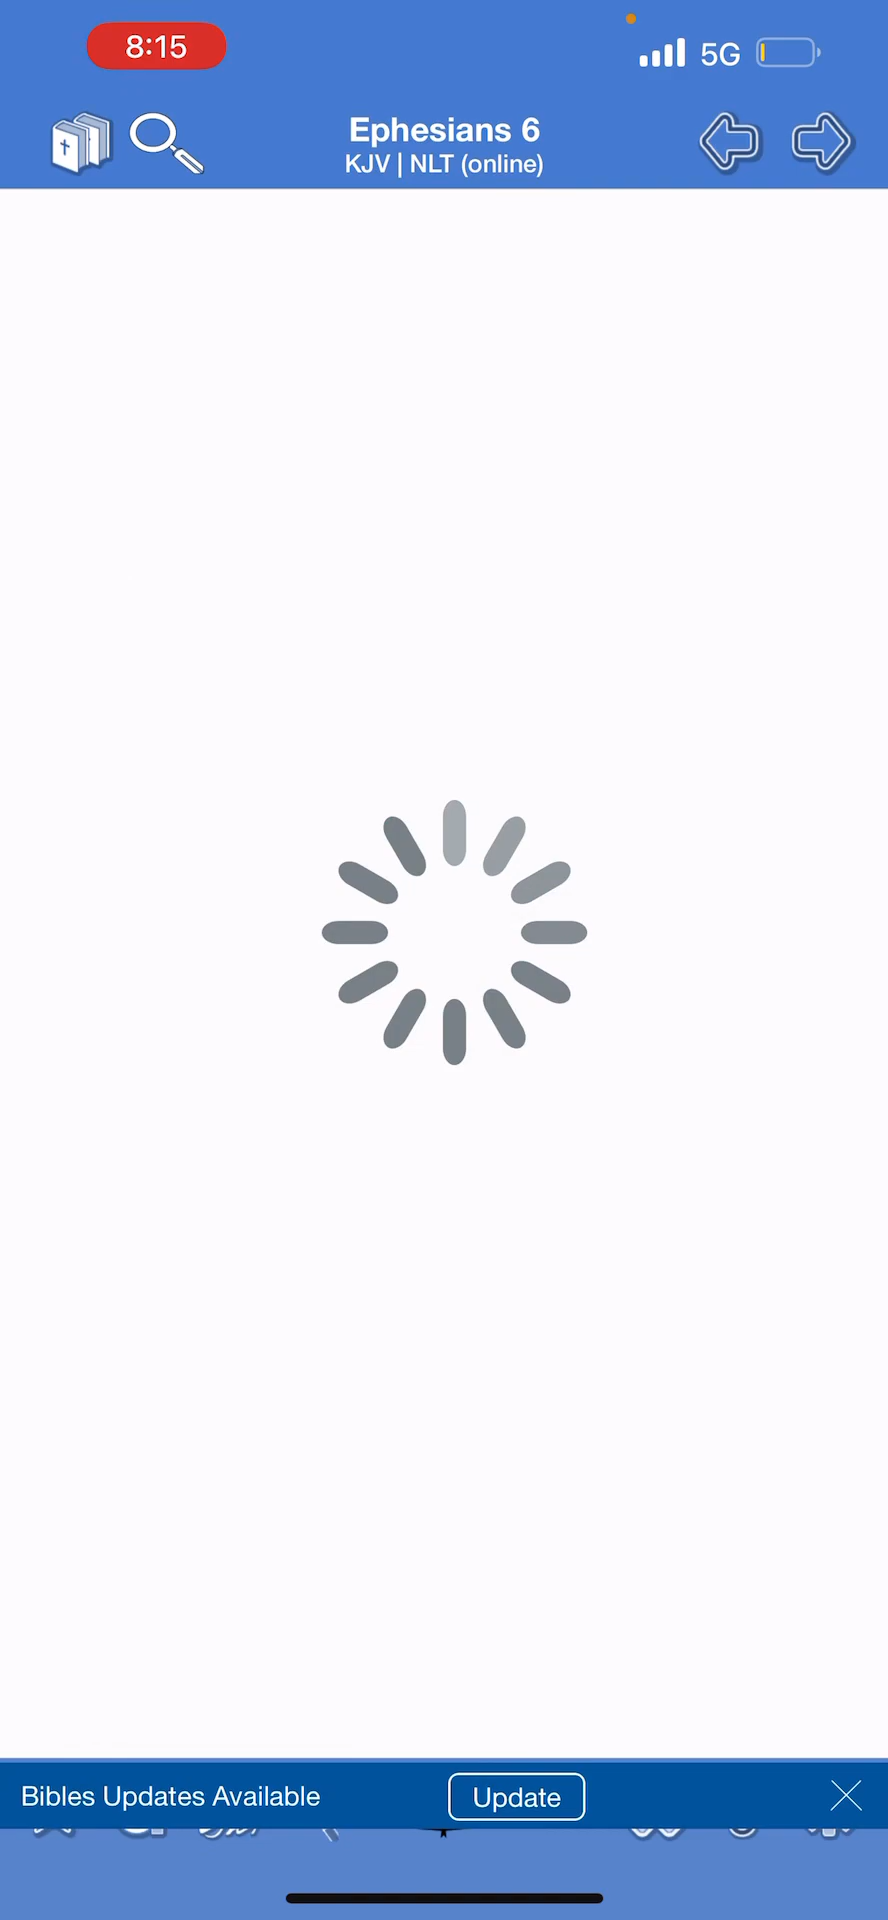 8:15
5G
Ephesians 6
KJV | NLT (online)
Bibles Updates Available
Update